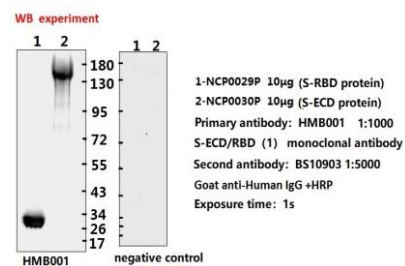 WB experiment
1 2
1 2
180
130
95
72
55
43
34
26
17
HMB001
negative control
1-NCP0029P 10μg (S-RBD protein)
2-NCP0030P 10μg (S-ECD protein)
Primary antibody: HMB001 1:1000
S-ECD/RBD (1) monoclonal antibody
Second antibody: BS10903 1:5000
Goat anti-Human IgG +HRP
Exposure time: 1s